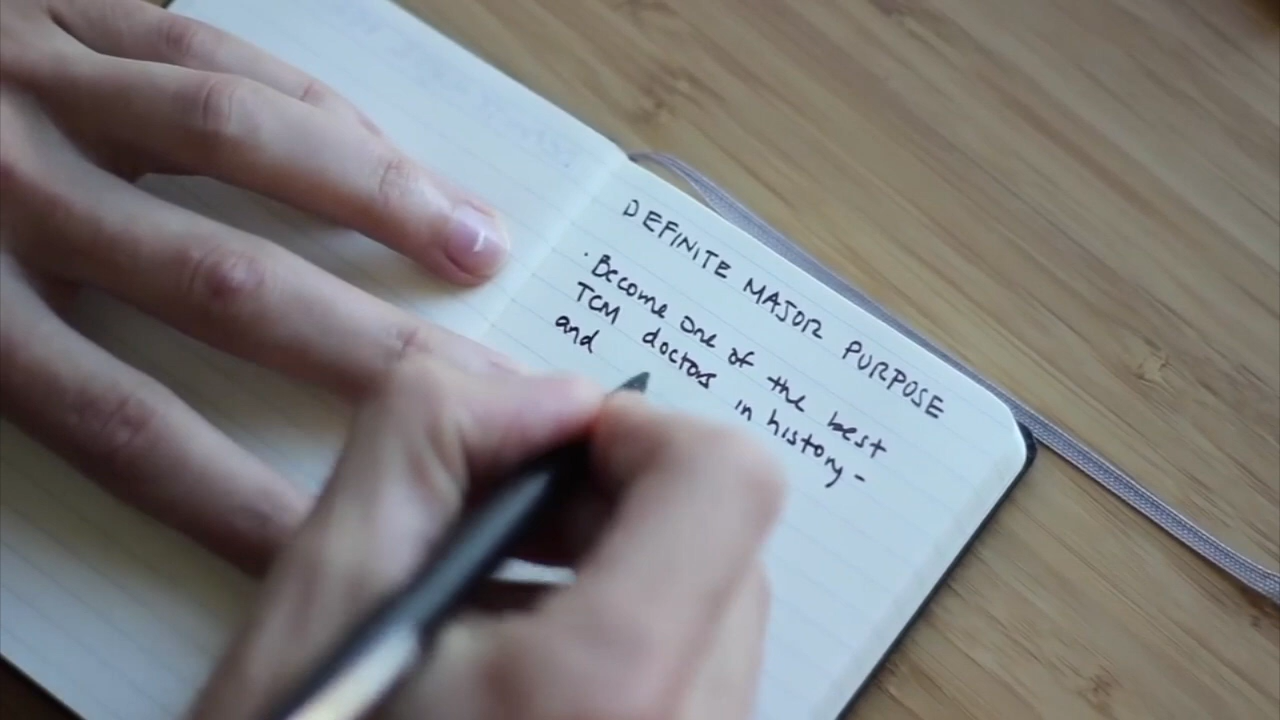 DEFINITE MAJOR PURPOSE
· Become one of the best
TCM doctors in history -
and